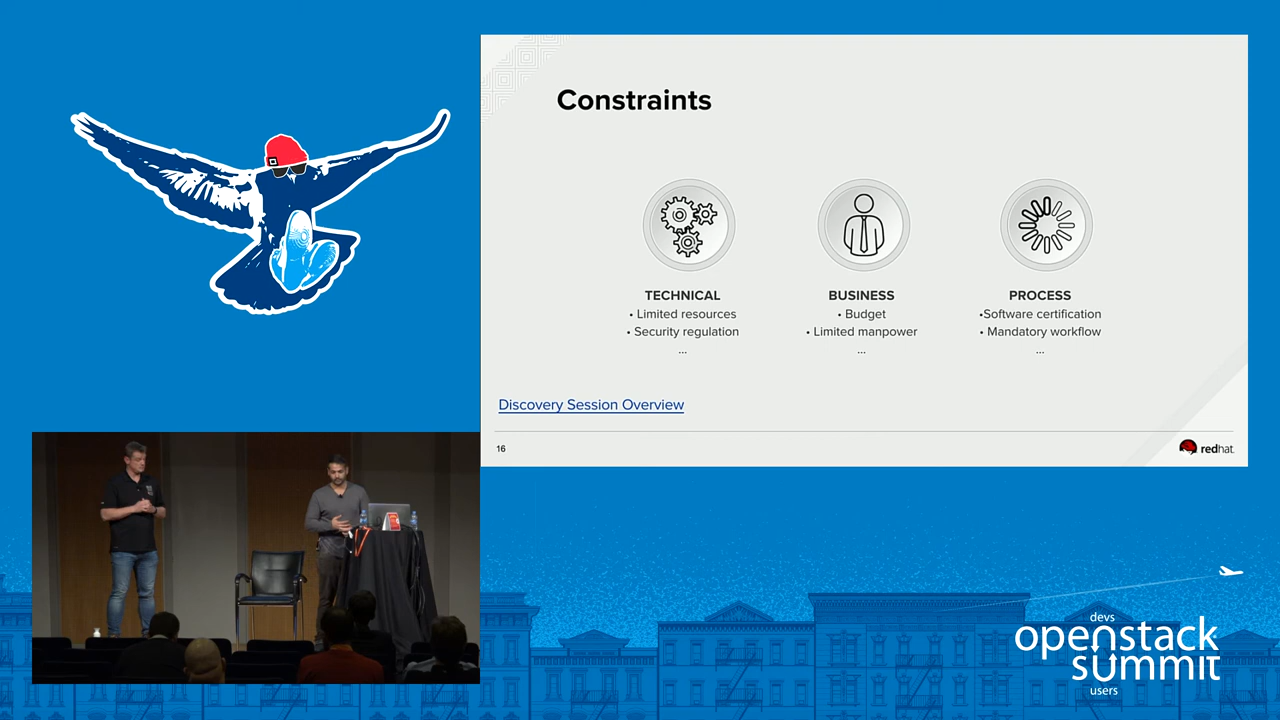 Constraints
TECHNICAL
• Limited resources
• Security regulation
...
BUSINESS
• Budget
• Limited manpower
...
PROCESS
•Software certification
• Mandatory workflow
...
Discovery Session Overview
16
redhat.
devs
openstack
summit
users